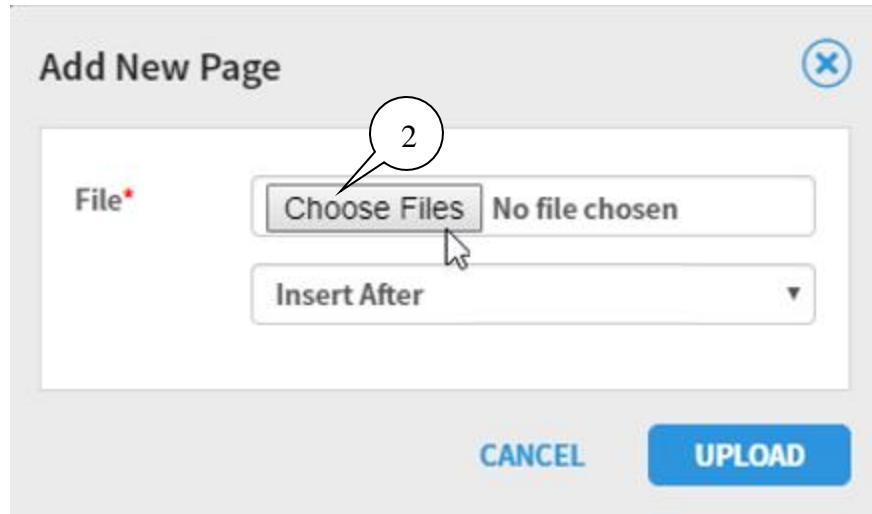 Add New Page
2
File*
Choose Files No file chosen
Insert After
CANCEL UPLOAD